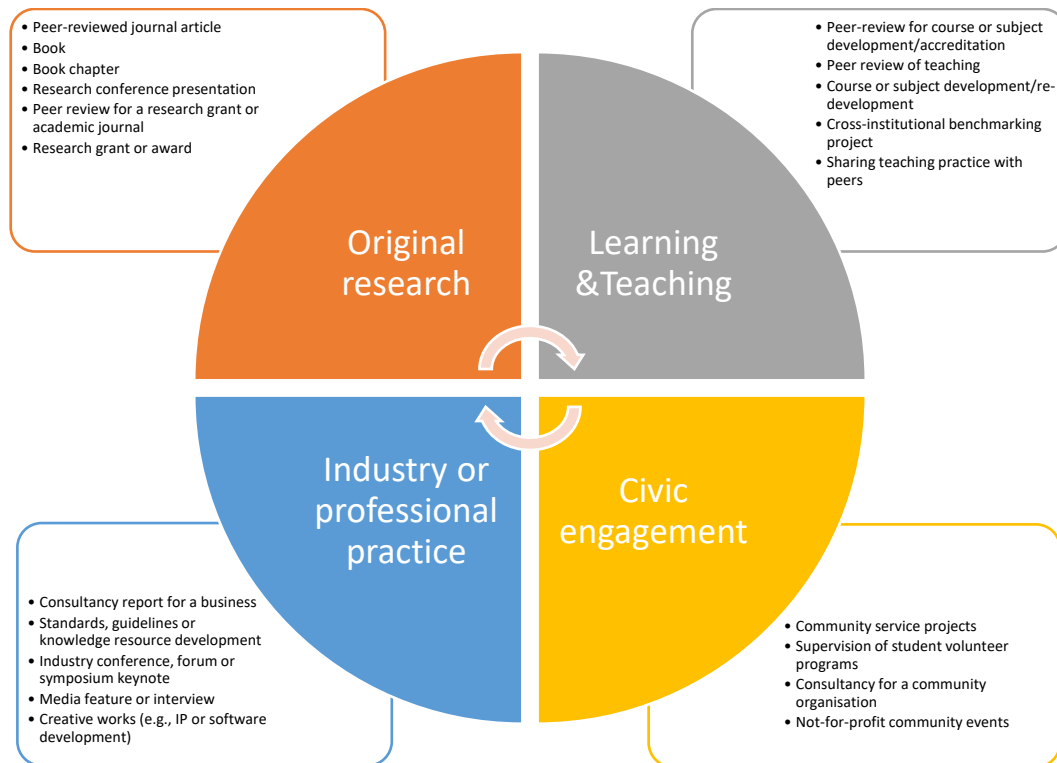 • Peer-reviewed journal article
• Book
• Book chapter
• Research conference presentation
• Peer review for a research grant or
academic journal
• Research grant or award
• Peer-review for course or subject
development/accreditation
• Peer review of teaching
• Course or subject development/re-
development
• Cross-institutional benchmarking
project
• Sharing teaching practice with
peers
Original
research
Learning
&Teaching
Industry or
professional
practice
Civic
engagement
• Consultancy report for a business
• Standards, guidelines or
knowledge resource development
• Industry conference, forum or
symposium keynote
• Media feature or interview
• Creative works (e.g., IP or software
development)
• Community service projects
• Supervision of student volunteer
programs
• Consultancy for a community
organisation
• Not-for-profit community events